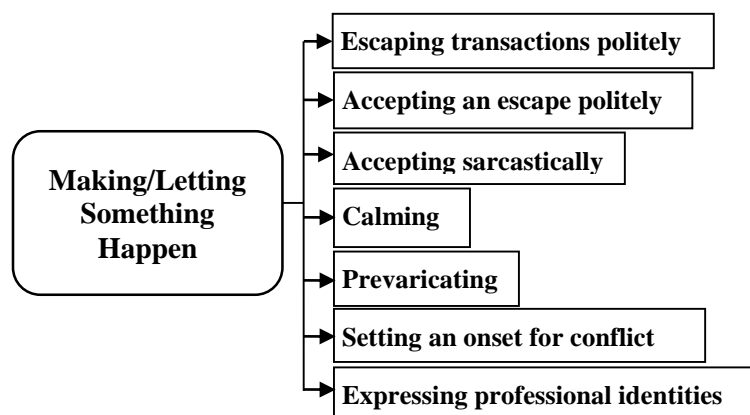 Making/Letting
Something
Happen
Escaping transactions politely
Accepting an escape politely
Accepting sarcastically
Calming
Prevaricating
Setting an onset for conflict
Expressing professional identities